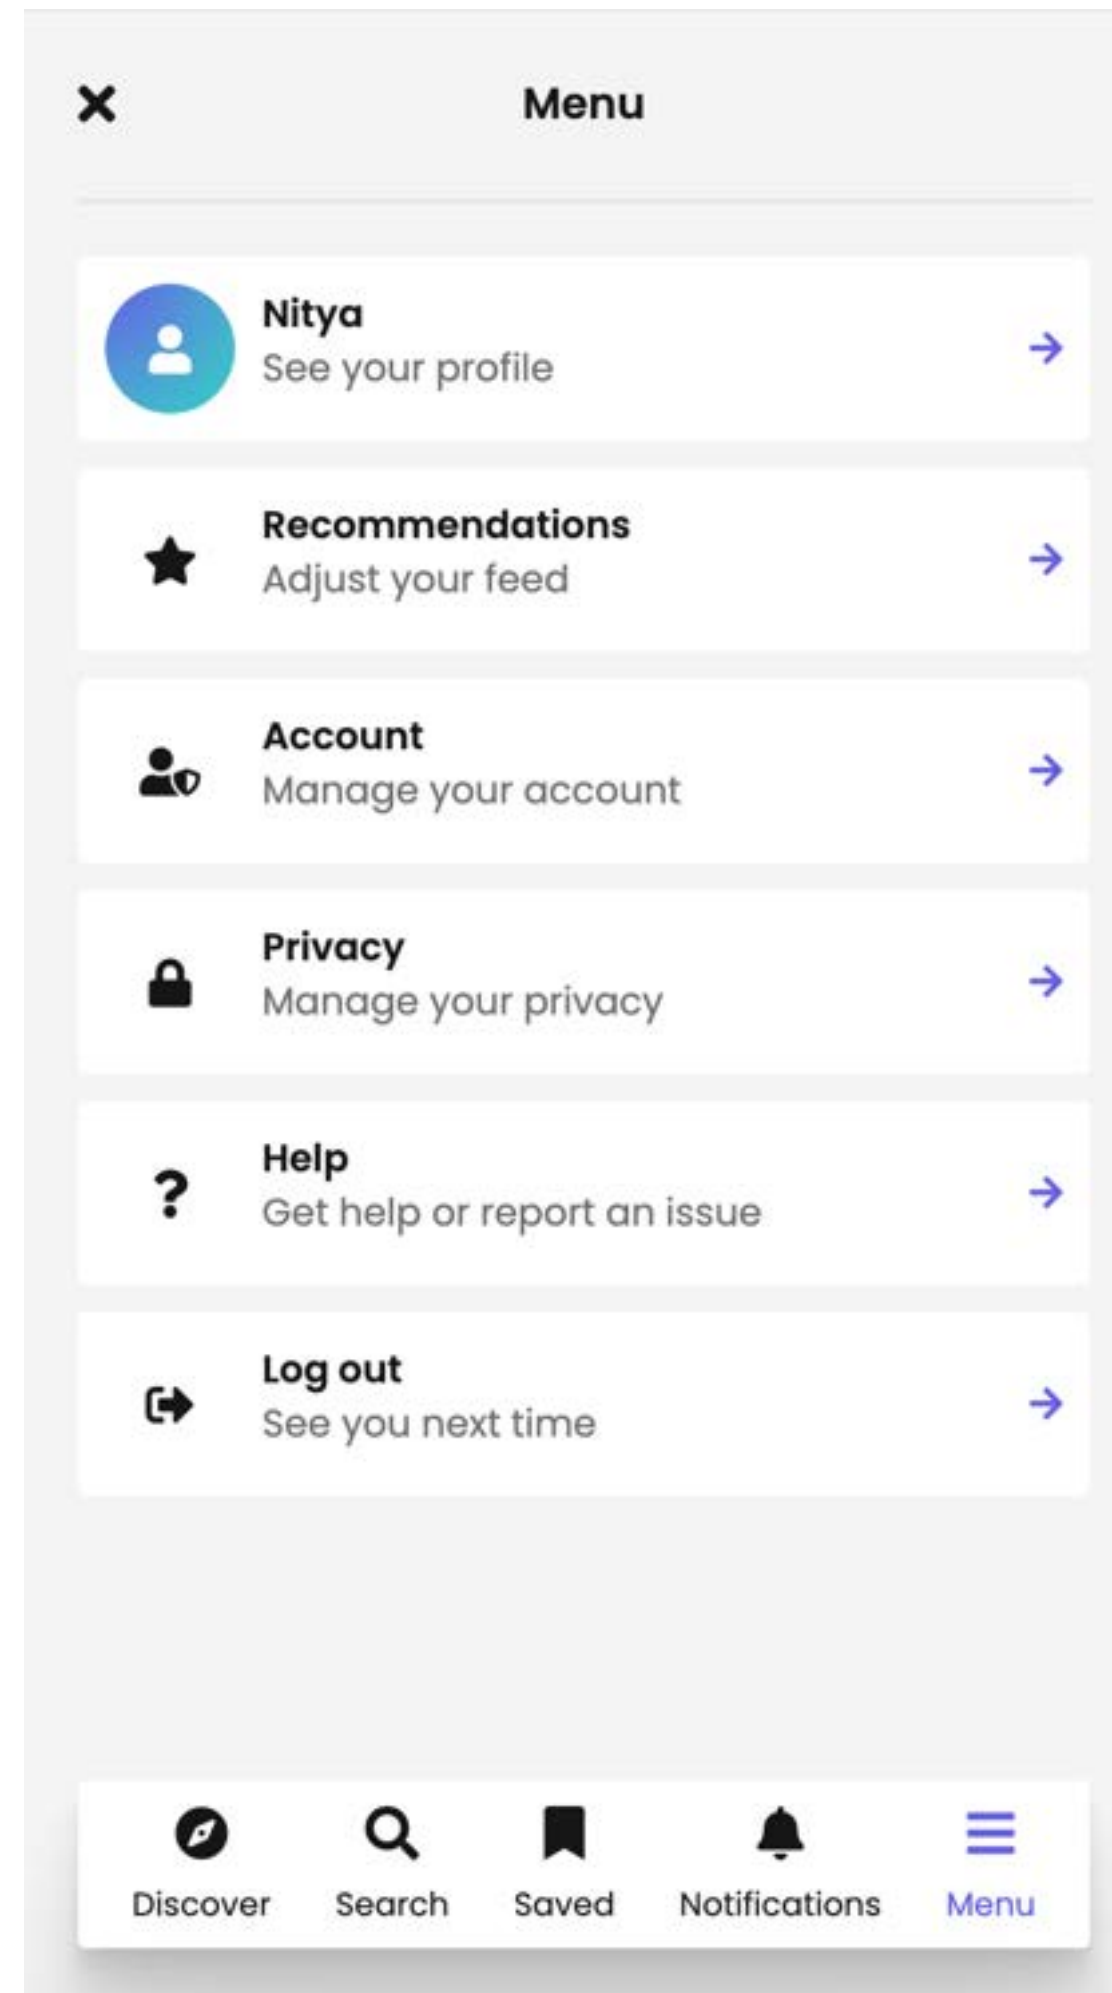 Menu
Nitya
See your profile
Recommendations
Adjust your feed
Account
Manage your account
Privacy
Manage your privacy
Help
Get help or report an issue
Log out
See you next time
Discover Search Saved Notifications Menu